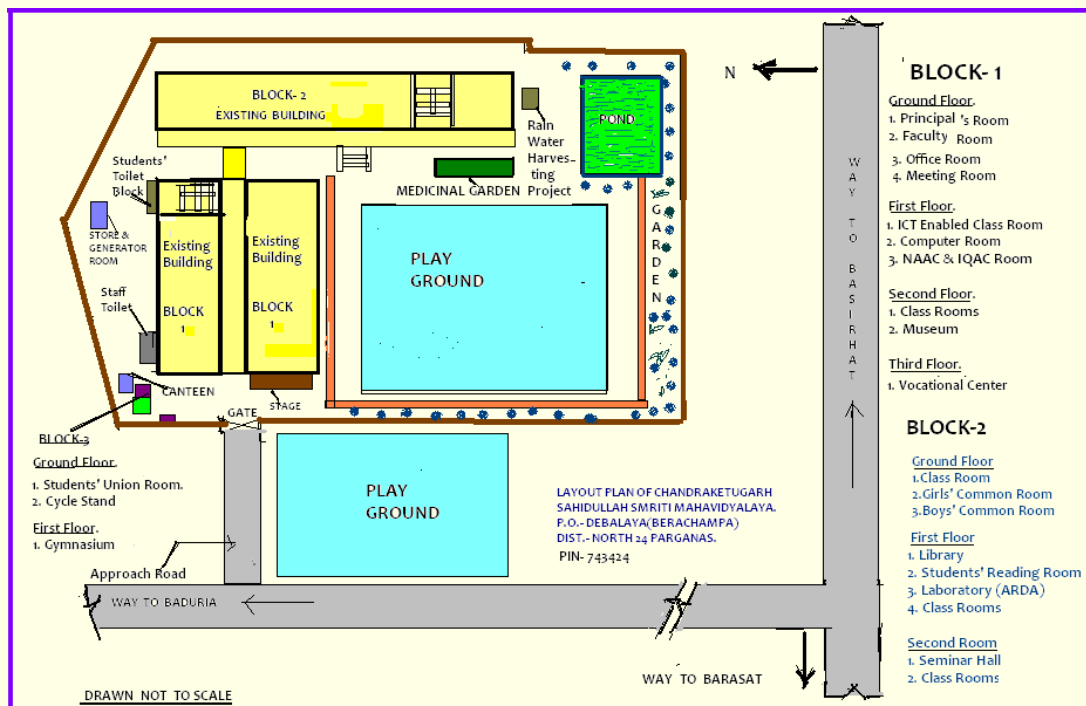 BLOCK- 2
EXISTING BUILDING
POND
Rain
Water
Harves-
ting
Project
Students'
Toilet
Block
MEDICINAL GARDEN
GARDEN
STORE &
GENERATOR
ROOM
Existing
Building
BLOCK
1
Existing
Building
BLOCK
1
PLAY
GROUND
Staff
Toilet
CANTEEN
STAGE
GATE
BLOCK-3
Ground Floor.
1. Students' Union Room.
2. Cycle Stand
First Floor.
1. Gymnasium
Approach Road
PLAY
GROUND
LAYOUT PLAN OF CHANDRAKETUGARH
SAHIDULLAH SMRITI MAHAVIDYALAYA.
P.O.- DEBALAYA(BERACHAMPA)
DIST.- NORTH 24 PARGANAS.
PIN- 743424
WAY TO BADURIA
WAY TO BARASAT
DRAWN NOT TO SCALE
N
WAY TO BASIRHAT
BLOCK- 1
Ground Floor.
1. Principal 's Room
2. Faculty Room
3. Office Room
4. Meeting Room
First Floor.
1. ICT Enabled Class Room
2. Computer Room
3. NAAC & IQAC Room
Second Floor.
1. Class Rooms
2. Museum
Third Floor.
1. Vocational Center
BLOCK-2
Ground Floor
1.Class Room
2.Girls' Common Room
3.Boys' Common Room
First Floor
1. Library
2. Students' Reading Room
3. Laboratory (ARDA)
4. Class Rooms
Second Room
1. Seminar Hall
2. Class Rooms